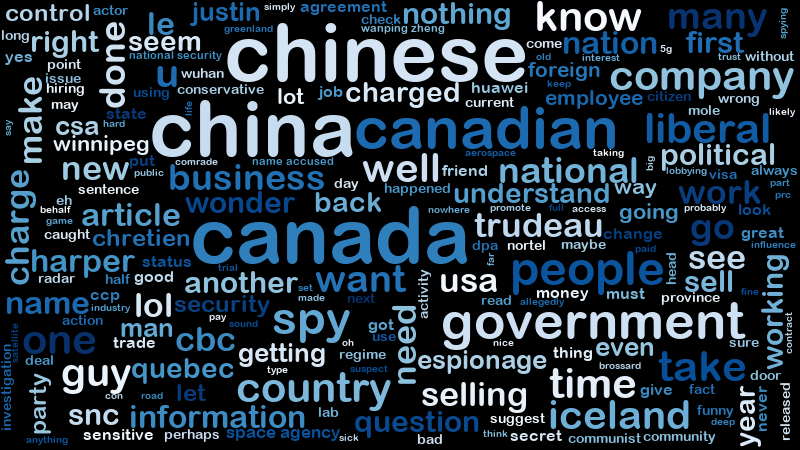 control actor le justin simply agreement nothing
greenland check wanping zheng
know many spying
long right done seem chinese come nation first
yes national security u 5g
point wuhan old interest trust without
issue lot job charged huawei foreign company
hiring using conservative life current keep wrong
make may state employee citizen mole likely
say csa hard china canadian liberal
winnipeg comrade name accused aerospace taking big political
new put public well friend national lobbying visa always
sentence business day happened understand way work part prc
charge eh wonder back nowhere promote full access probably look
behalf game article going go great
caught chretien canada trudeau change influence
dpa nortel maybe paid
harper status trial far people see
radar half good another want activity usa head sell fine
ccp set made next read allegedly money must province working
name industry lol security pay
action man sound spy got need government contract
satellite one trade cbc use nice sure
investigation deal guy getting oh regime espionage thing even take door
quebec type suspect brossard
con road let country selling time give fact year never released
party snc information lab question suggest iceland funny deep
anything sensitive perhaps space agency sick bad think secret communist community